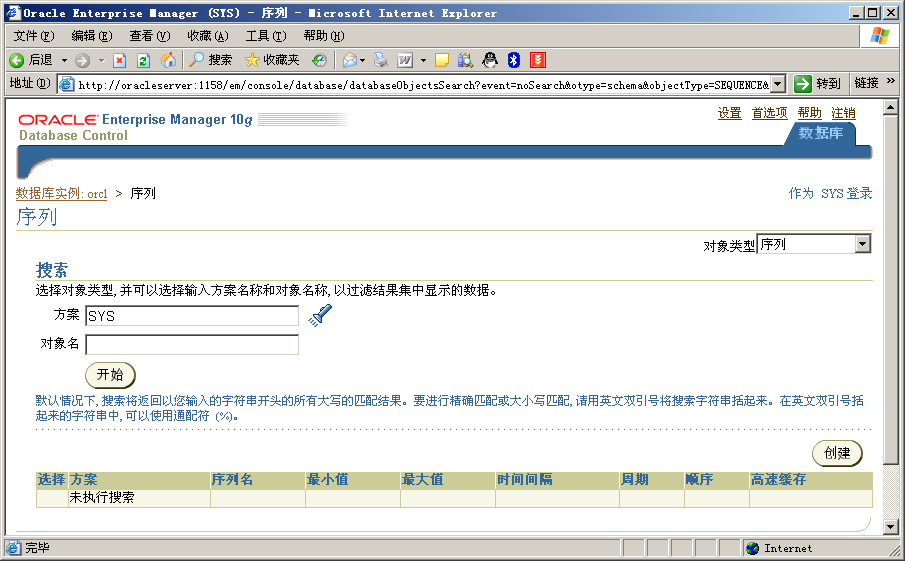 Oracle Enterprise Manager (SYS) - 序列 - Microsoft Internet Explorer
文件(F) 编辑(E) 查看(V) 收藏(A) 工具(T) 帮助(H)
后退 搜索 收藏夹
地址(D) http://oracleserver:1158/em/console/database/databaseObjectsSearch?event=noSearch&otype=schema&objectType=SEQUENCE& 转到 链接 »
ORACLE Enterprise Manager 10g
Database Control
设置 首选项 帮助 注销
数据库
数据库实例: orcl > 序列
作为 SYS 登录
序列
对象类型 序列
搜索
选择对象类型, 并可以选择输入方案名称和对象名称, 以过滤结果集中显示的数据。
方案 SYS
对象名
开始
默认情况下, 搜索将返回以您输入的字符串开头的所有大写的匹配结果。要进行精确匹配或大小写匹配, 请用英文双引号将搜索字符串括起来。在英文双引号括
起来的字符串中, 可以使用通配符 (%)。
创建
选择 方案 序列名 最小值 最大值 时间间隔 周期 顺序 高速缓存
未执行搜索
完毕 Internet